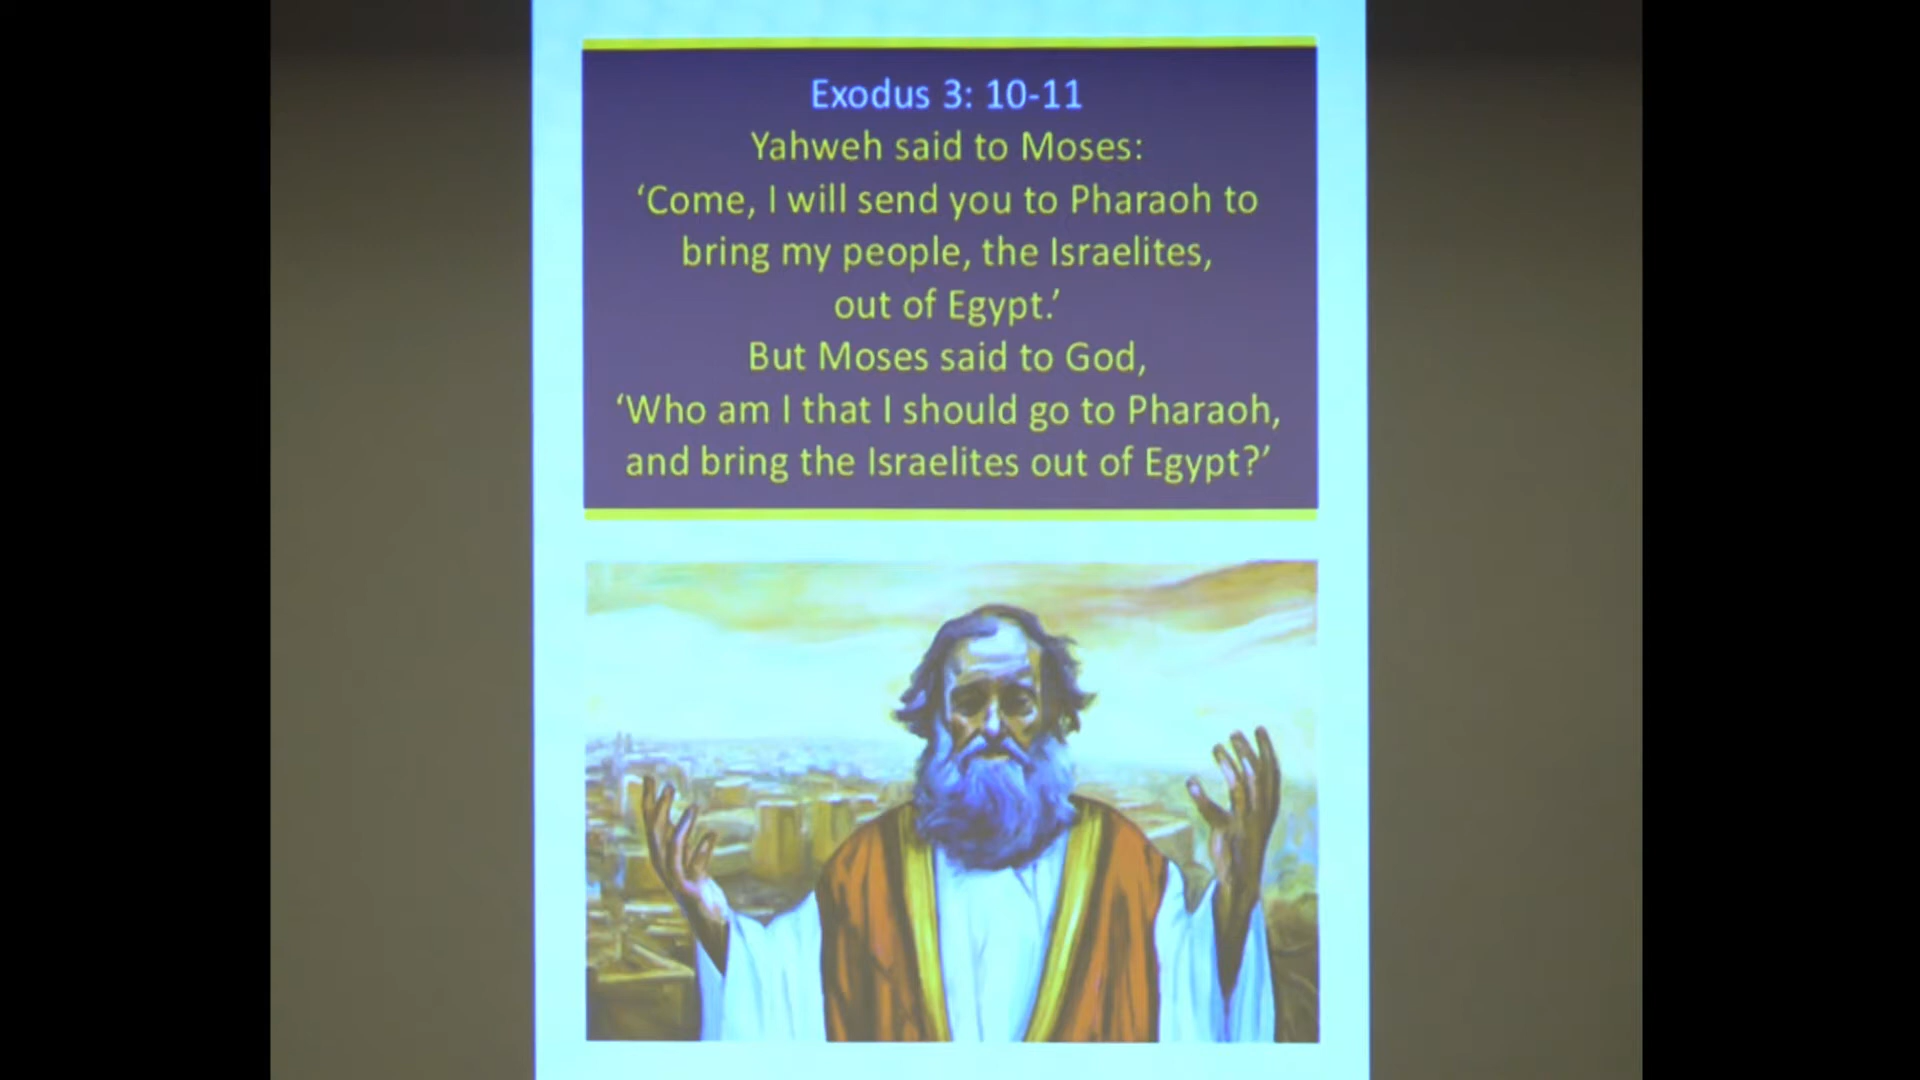 Exodus 3: 10-11
Yahweh said to Moses:
‘Come, I will send you to Pharaoh to
bring my people, the Israelites,
out of Egypt.’
But Moses said to God,
‘Who am I that I should go to Pharaoh,
and bring the Israelites out of Egypt?’